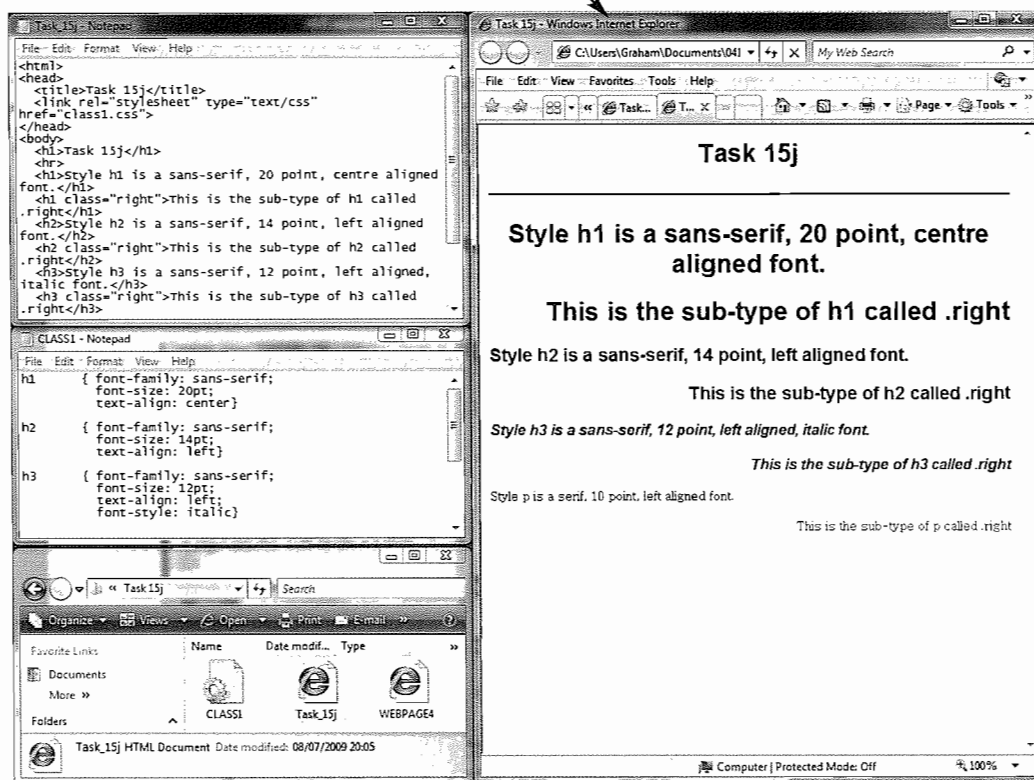 Task_15j - Notepad
File Edit Format View Help
<html>
<head>
<title>Task 15j</title>
<link rel="stylesheet" type="text/css"
href="class1.css">
</head>
<body>
<h1>Task 15j</h1>
<hr>
<h1>Style h1 is a sans-serif, 20 point, centre aligned
font.</h1>
<h1 class="right">This is the sub-type of h1 called
.right</h1>
<h2>Style h2 is a sans-serif, 14 point, left aligned
font.</h2>
<h2 class="right">This is the sub-type of h2 called
.right</h2>
<h3>Style h3 is a sans-serif, 12 point, left aligned,
italic font.</h3>
<h3 class="right">This is the sub-type of h3 called
.right</h3>
CLASS1 - Notepad
File Edit Format View Help
h1 { font-family: sans-serif;
font-size: 20pt;
text-align: center}
h2 { font-family: sans-serif;
font-size: 14pt;
text-align: left}
h3 { font-family: sans-serif;
font-size: 12pt;
text-align: left;
font-style: italic}
« Task 15j Search
Organize Views Open Print E-mail »
Favorite Links
Documents
More »
Folders
Name Date modif... Type »
CLASS1 Task_15j WEBPAGE4
Task_15j HTML Document Date modified: 08/07/2009 20:05
Task 15j - Windows Internet Explorer
C:\Users\Graham\Documents\04I My Web Search
File Edit View Favorites Tools Help
« Task... T... X Page Tools
Task 15j
Style h1 is a sans-serif, 20 point, centre
aligned font.
This is the sub-type of h1 called .right
Style h2 is a sans-serif, 14 point, left aligned font.
This is the sub-type of h2 called .right
Style h3 is a sans-serif, 12 point, left aligned, italic font.
This is the sub-type of h3 called .right
Style p is a serif, 10 point, left aligned font.
This is the sub-type of p called .right
Computer | Protected Mode: Off 100%